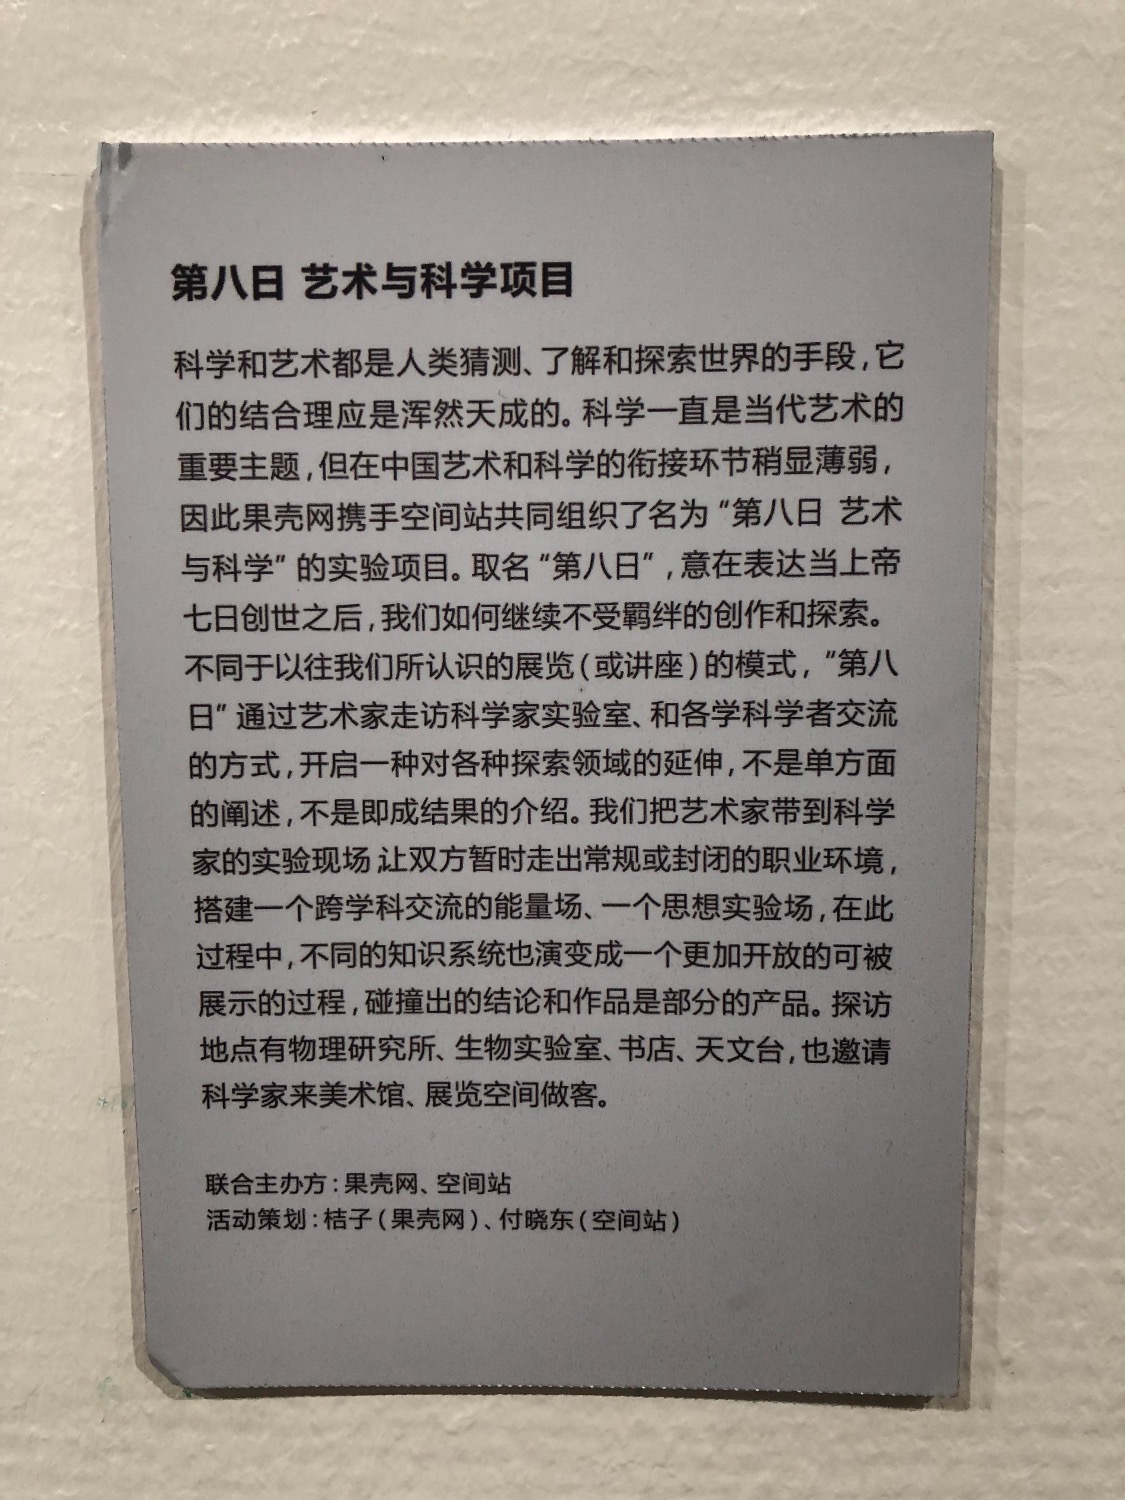 第八日 艺术与科学项目
科学和艺术都是人类猜测、了解和探索世界的手段,它
们的结合理应是浑然天成的。科学一直是当代艺术的
重要主题,但在中国艺术和科学的衔接环节稍显薄弱,
因此果壳网携手空间站共同组织了名为“第八日 艺术
与科学”的实验项目。取名“第八日”,意在表达当上帝
七日创世之后,我们如何继续不受羁绊的创作和探索。
不同于以往我们所认识的展览(或讲座)的模式,“第八
日”通过艺术家走访科学家实验室、和各学科学者交流
的方式,开启一种对各种探索领域的延伸,不是单方面
的阐述,不是即成结果的介绍。我们把艺术家带到科学
家的实验现场,让双方暂时走出常规或封闭的职业环境,
搭建一个跨学科交流的能量场、一个思想实验场,在此
过程中,不同的知识系统也演变成一个更加开放的可被
展示的过程,碰撞出的结论和作品是部分的产品。探访
地点有物理研究所、生物实验室、书店、天文台,也邀请
科学家来美术馆、展览空间做客。
联合主办方:果壳网、空间站
活动策划:桔子(果壳网)、付晓东(空间站)